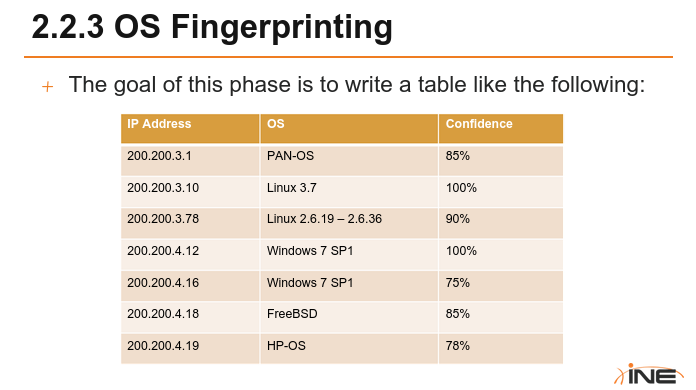 2.2.3 OS Fingerprinting
+ The goal of this phase is to write a table like the following:
IP Address OS Confidence
200.200.3.1 PAN-OS 85%
200.200.3.10 Linux 3.7 100%
200.200.3.78 Linux 2.6.19 – 2.6.36 90%
200.200.4.12 Windows 7 SP1 100%
200.200.4.16 Windows 7 SP1 75%
200.200.4.18 FreeBSD 85%
200.200.4.19 HP-OS 78%
iNE